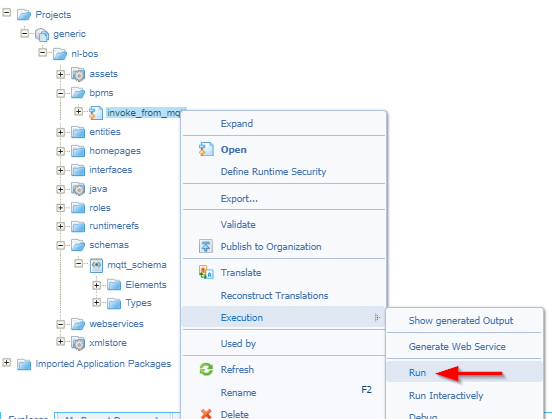 Projects
generic
nl-bos
assets
bpms
invoke_from_mq
entities
homepages
interfaces
java
roles
runtimerefs
schemas
mqtt_schema
Elements
Types
webservices
xmlstore
Imported Application Packages
Expand
Open
Define Runtime Security
Export...
Validate
Publish to Organization
Translate
Reconstruct Translations
Execution
Used by
Refresh
Rename F2
Delete
Show generated Output
Generate Web Service
Run
Run Interactively
Debug